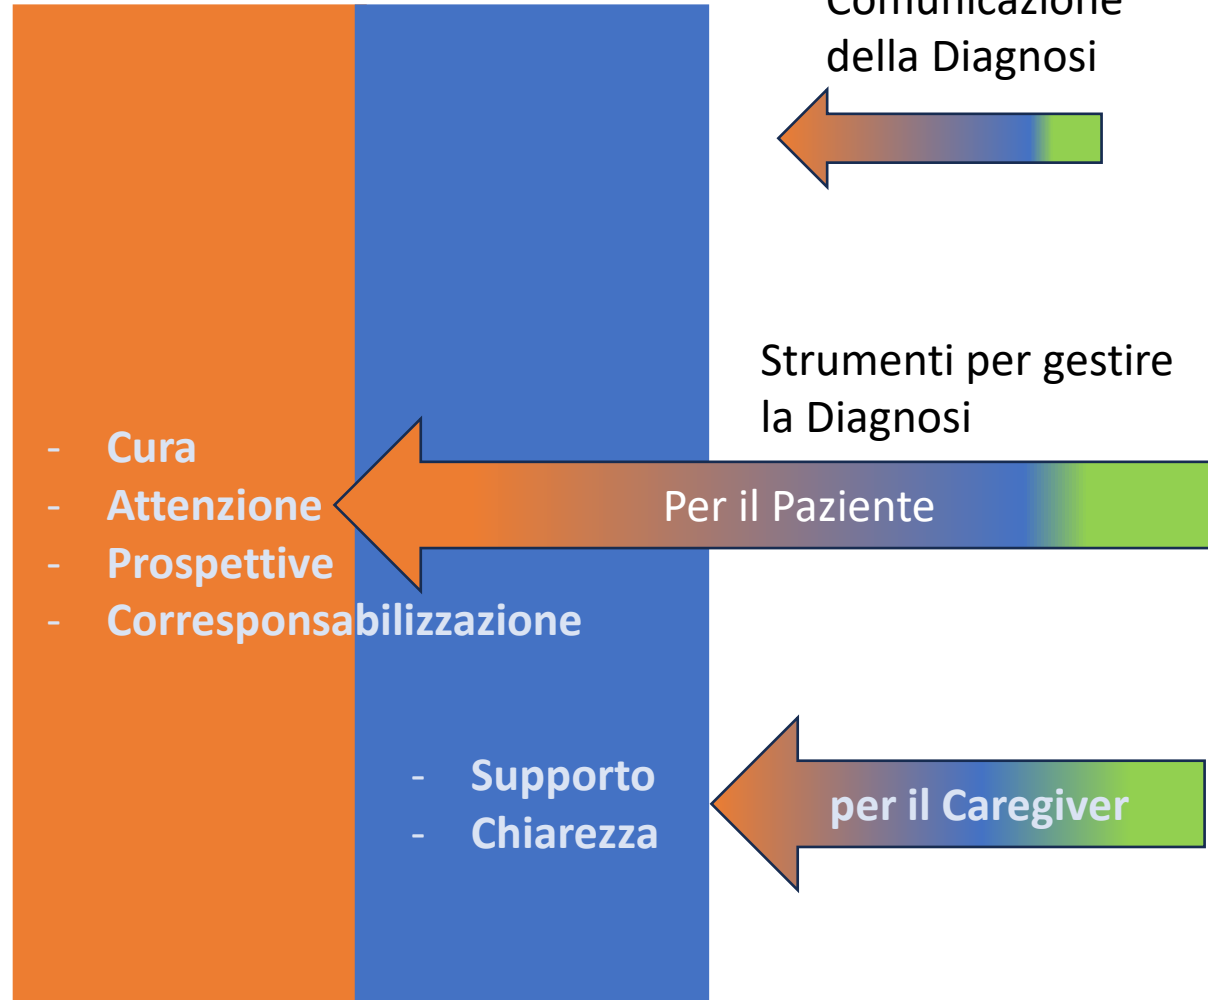 Comunicazione
della Diagnosi
Strumenti per gestire
la Diagnosi
Per il Paziente
- Cura
- Attenzione
- Prospettive
- Corresponsabilizzazione
per il Caregiver
- Supporto
- Chiarezza